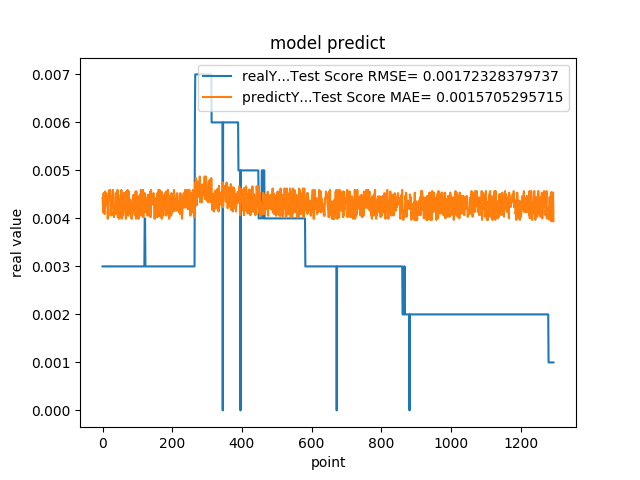 model predict
realY...Test Score RMSE= 0.00172328379737
predictY...Test Score MAE= 0.0015705295715
0.007
0.006
0.005
0.004
0.003
0.002
0.001
0.000
real value
0 200 400 600 800 1000 1200
point